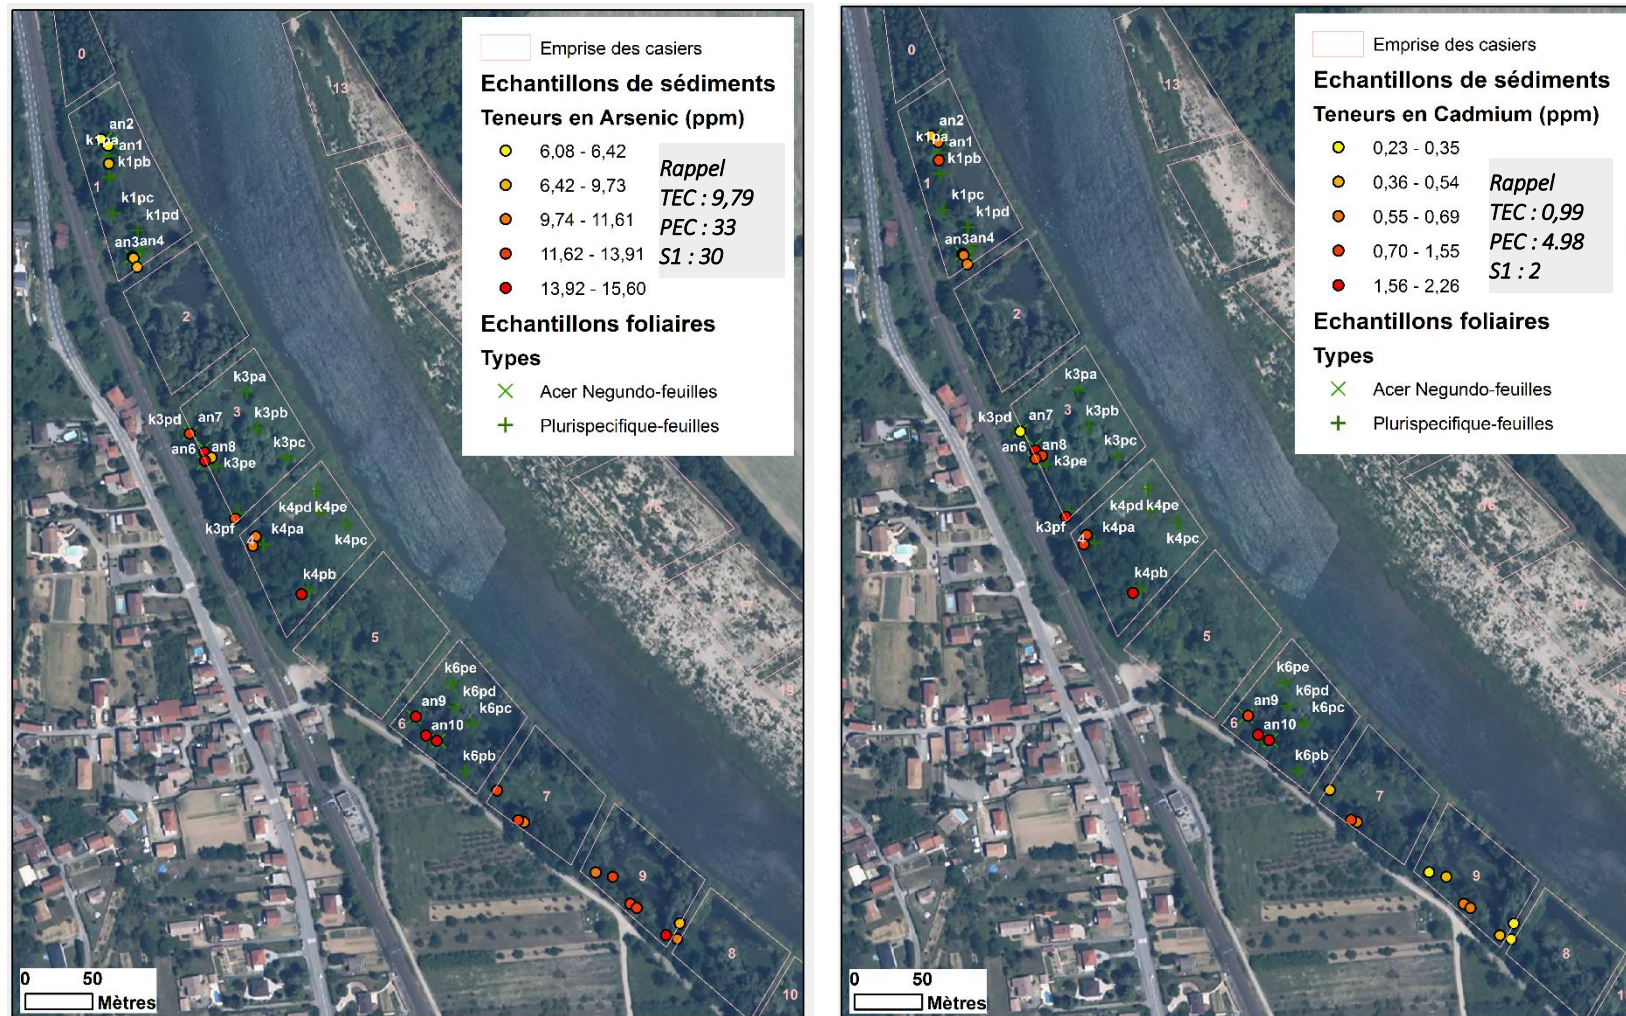 Emprise des casiers
Echantillons de sédiments
Teneurs en Arsenic (ppm)
6,08 - 6,42
6,42 - 9,73
9,74 - 11,61
11,62 - 13,91
13,92 - 15,60
Rappel
TEC : 9,79
PEC : 33
S1 : 30
Echantillons foliaires
Types
Acer Negundo-feuilles
Plurispecifique-feuilles
0
13
an2
k1pa
an1
k1pb
1
k1pc
k1pd
an3
an4
2
k3pa
3
k3pb
k3pd
an7
an6
an8
k3pc
k3pe
k3pf
k4pd
k4pe
k4pa
4
k4pc
k4pb
16
5
k6pe
k6pd
k6pc
an9
6
an10
k6pb
19
7
9
8
10
0 50
Mètres
Emprise des casiers
Echantillons de sédiments
Teneurs en Cadmium (ppm)
0,23 - 0,35
0,36 - 0,54
0,55 - 0,69
0,70 - 1,55
1,56 - 2,26
Rappel
TEC : 0,99
PEC : 4.98
S1 : 2
Echantillons foliaires
Types
Acer Negundo-feuilles
Plurispecifique-feuilles
0
13
an2
k1pa
an1
k1pb
1
k1pc
k1pd
an3
an4
2
k3pa
3
k3pb
k3pd
an7
an6
an8
k3pc
k3pe
k3pf
k4pd
k4pe
k4pa
4
k4pc
k4pb
16
5
k6pe
k6pd
k6pc
6
an9
an10
k6pb
7
9
8
0 50
Mètres